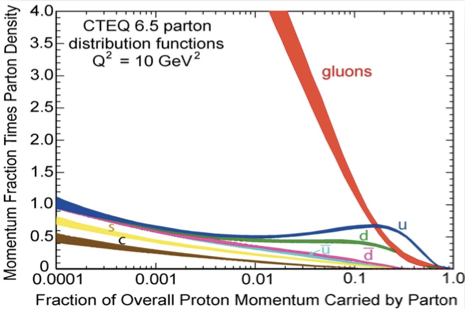 CTEQ 6.5 parton
distribution functions
Q² = 10 GeV²
Momentum Fraction Times Parton Density
4.0
3.5
3.0
2.5
2.0
1.5
1.0
0.5
0
gluons
s
c
u
d
ū
d̄
0.0001
0.001
0.01
0.1
1.0
Fraction of Overall Proton Momentum Carried by Parton